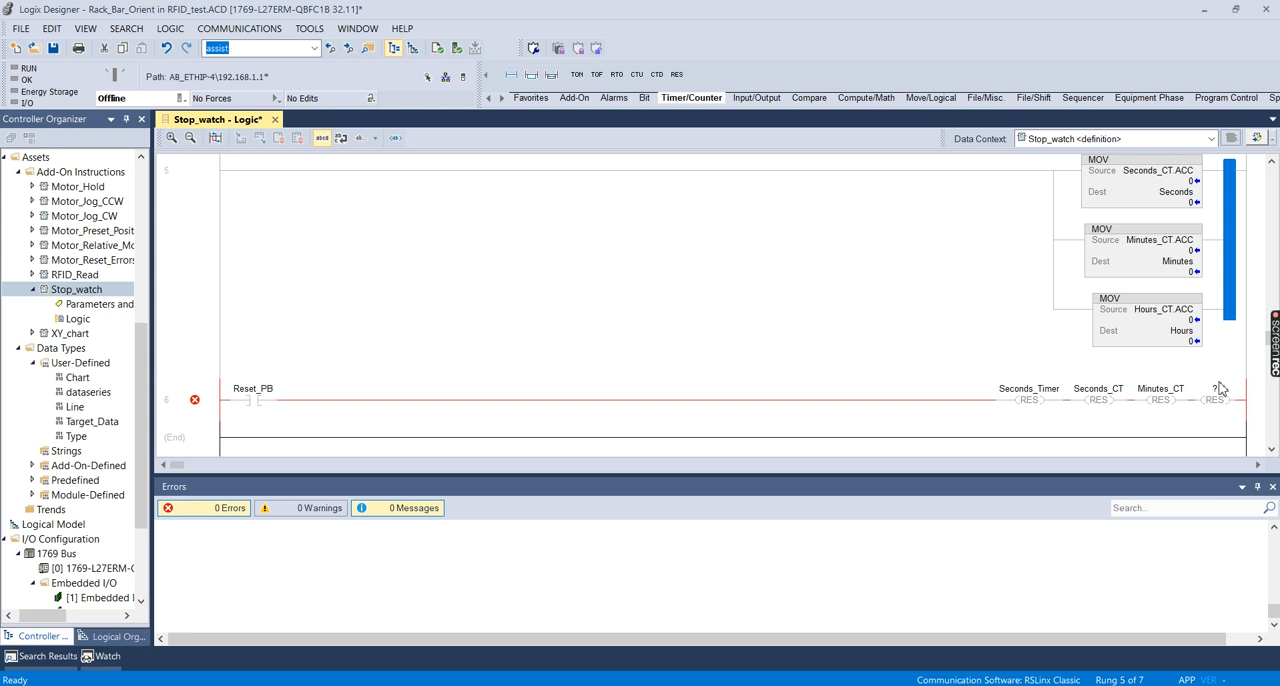 Logix Designer - Rack_Bar_Orient in RFID_test.ACD [1769-L27ERM-QBFC1B 32.11]*
FILE EDIT VIEW SEARCH LOGIC COMMUNICATIONS TOOLS WINDOW HELP
assist
RUN
OK
Energy Storage
I/O
Path: AB_ETHIP-4\192.168.1.1*
Offline No Forces No Edits
TON TOF RTO CTU CTD RES
Favorites Add-On Alarms Bit Timer/Counter Input/Output Compare Compute/Math Move/Logical File/Misc. File/Shift Sequencer Equipment Phase Program Control Sp
Controller Organizer
Stop_watch - Logic*
Data Context: Stop_watch <definition>
Assets
Add-On Instructions
Motor_Hold
Motor_Jog_CCW
Motor_Jog_CW
Motor_Preset_Posit
Motor_Relative_Mc
Motor_Reset_Errors
RFID_Read
Stop_watch
Parameters and
Logic
XY_chart
Data Types
User-Defined
Chart
dataseries
Line
Target_Data
Type
Strings
Add-On-Defined
Predefined
Module-Defined
Trends
Logical Model
I/O Configuration
1769 Bus
[0] 1769-L27ERM-
Embedded I/O
[1] Embedded I
Controller ... Logical Org...
5
MOV
Source Seconds_CT.ACC
0
Dest Seconds
0
MOV
Source Minutes_CT.ACC
0
Dest Minutes
0
MOV
Source Hours_CT.ACC
0
Dest Hours
0
6
Reset_PB
Seconds_Timer Seconds_CT Minutes_CT ?
RES RES RES RES
(End)
screenrec
Errors
0 Errors 0 Warnings 0 Messages
Search...
Search Results Watch
Ready
Communication Software: RSLinx Classic Rung 5 of 7 APP VER